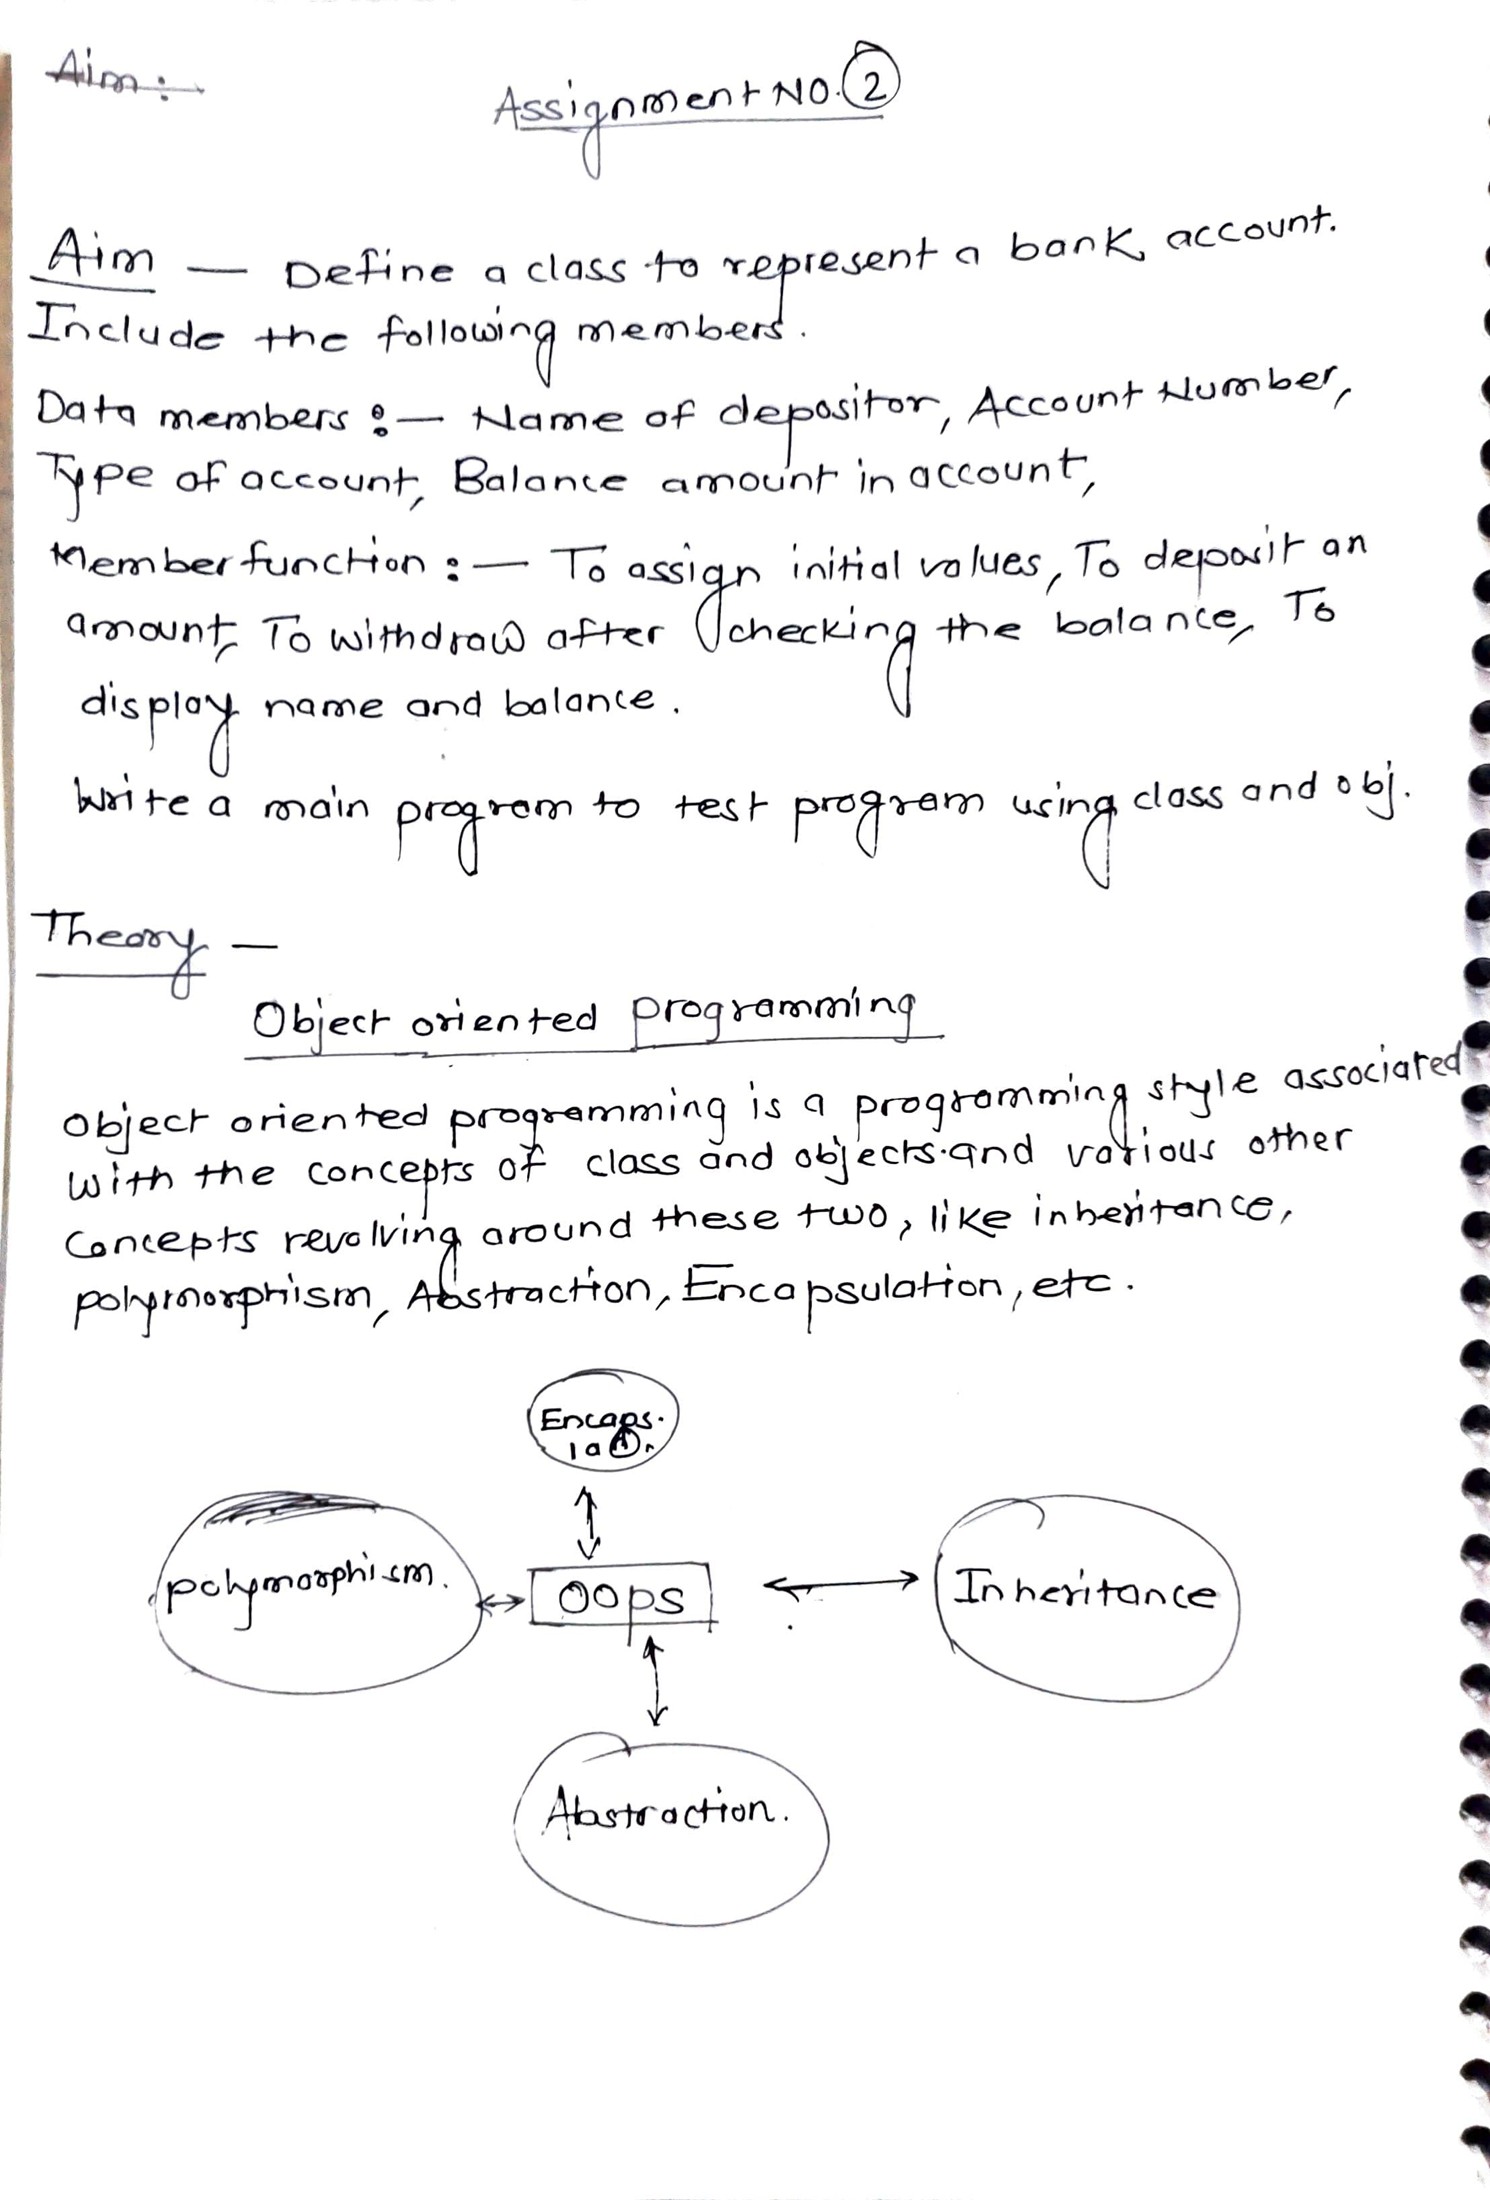 Aim :-
Assignment No. 2
Aim — Define a class to represent a bank account.
Include the following members.
Data members :— Name of depositor, Account Number,
Type of account, Balance amount in account,
Member function :— To assign initial values, To deposit an
amount, To withdraw after checking the balance, To
display name and balance.
Write a main program to test program using class and obj.
Theory —
Object oriented programming
Object oriented programming is a programming style associated
with the concepts of class and objects.and various other
concepts revolving around these two, like inheritance,
polymorphism, Abstraction, Encapsulation, etc.
Encaps.
polymorphism.
OOps
Inheritance
Abstraction.